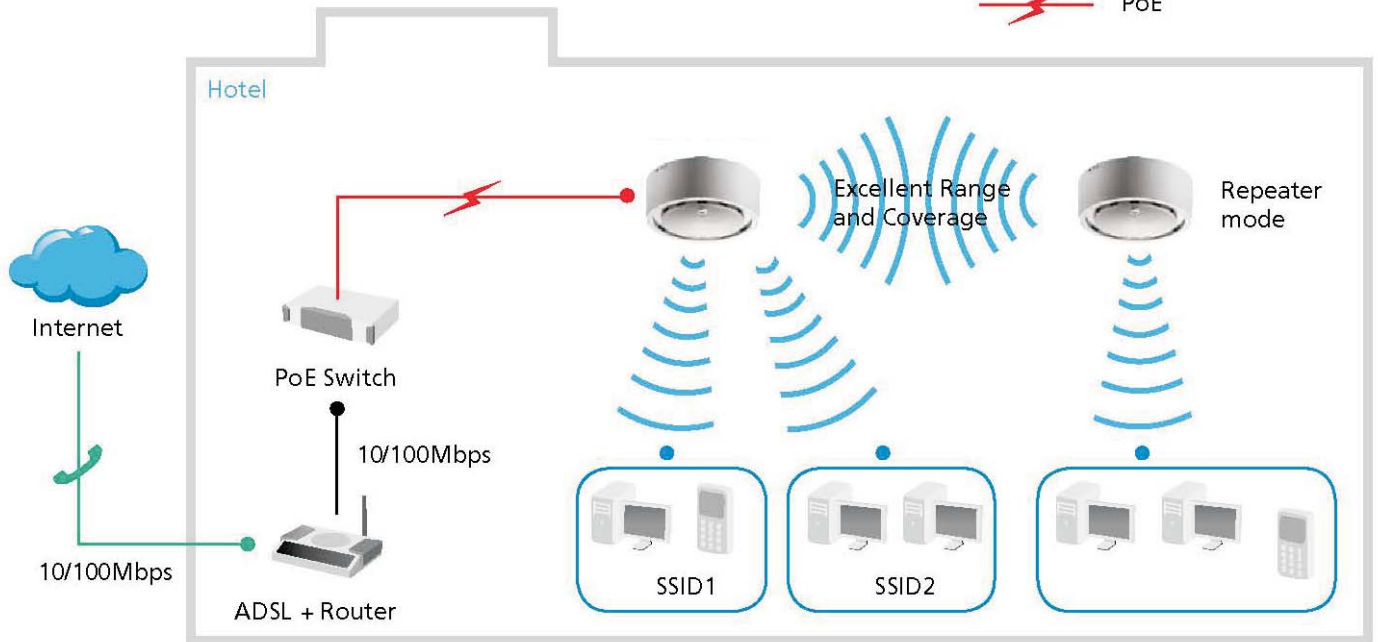 PoE
Hotel
Excellent Range
and Coverage
Repeater
mode
Internet
PoE Switch
10/100Mbps
10/100Mbps
ADSL + Router
SSID1
SSID2